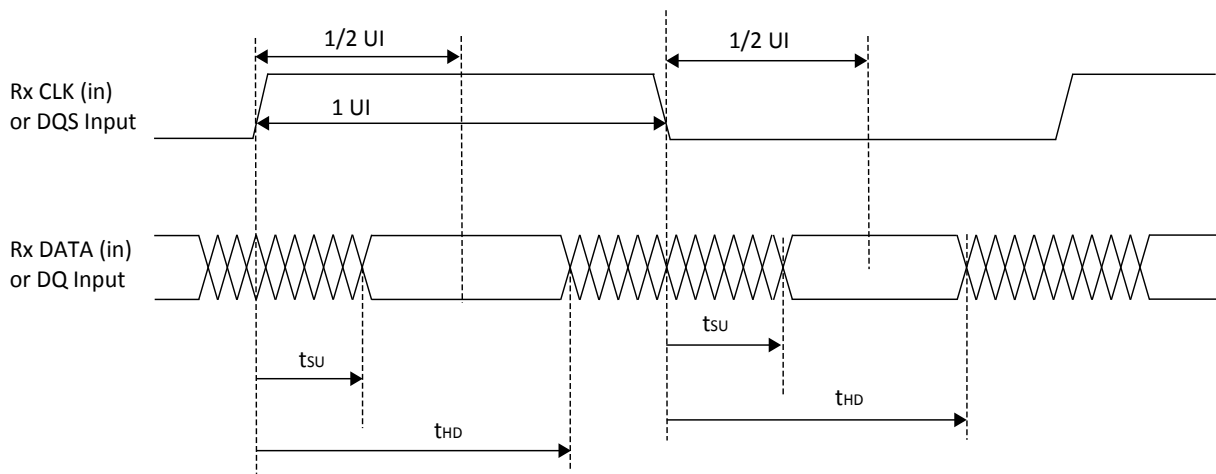 1/2 UI
1/2 UI
Rx CLK (in)
or DQS Input
1 UI
Rx DATA (in)
or DQ Input
tSU
tSU
tHD
tHD